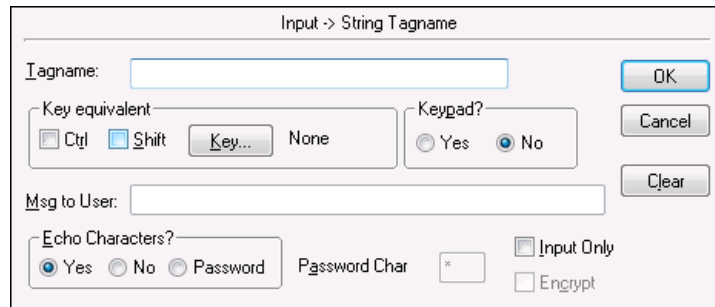 Input -> String Tagname
Tagname:
OK
Key equivalent
Keypad?
Ctrl Shift Key... None
Yes No
Cancel
Clear
Msg to User:
Echo Characters?
Yes No Password
Password Char *
Input Only
Encrypt